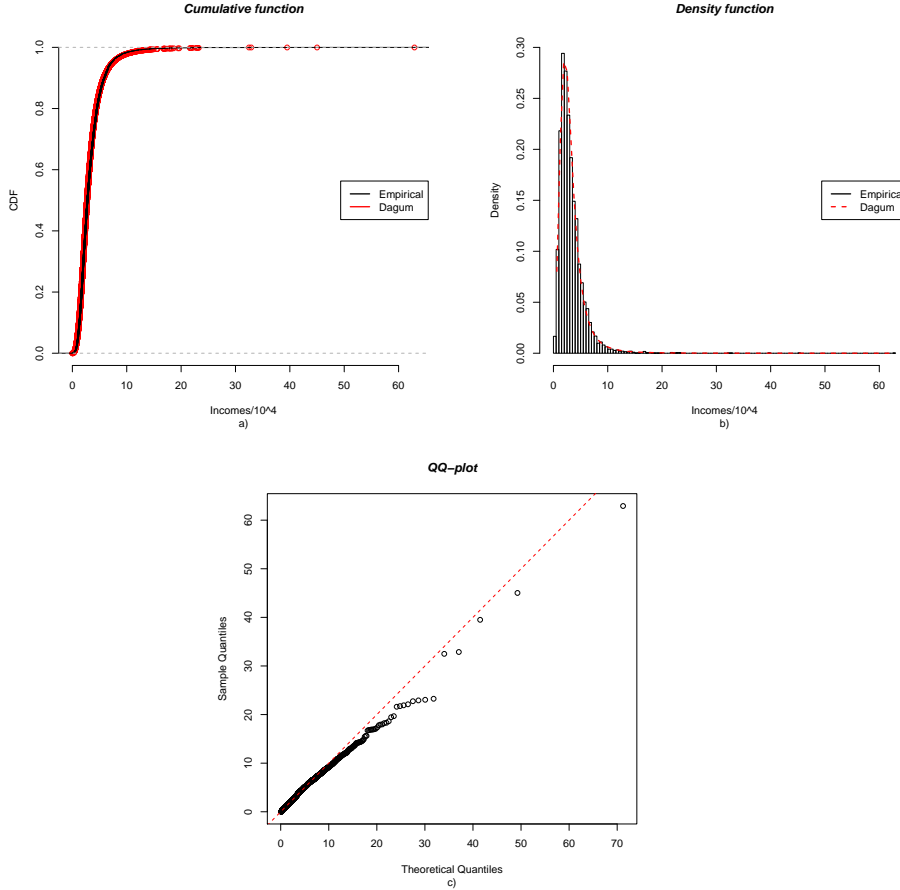 Cumulative function
CDF
0.0 0.2 0.4 0.6 0.8 1.0
Empirical
Dagum
0 10 20 30 40 50 60
Incomes/10^4
a)
Density function
Density
0.00 0.05 0.10 0.15 0.20 0.25 0.30
Empirica
Dagum
0 10 20 30 40 50 60
Incomes/10^4
b)
QQ−plot
Sample Quantiles
0 10 20 30 40 50 60
0 10 20 30 40 50 60 70
Theoretical Quantiles
c)